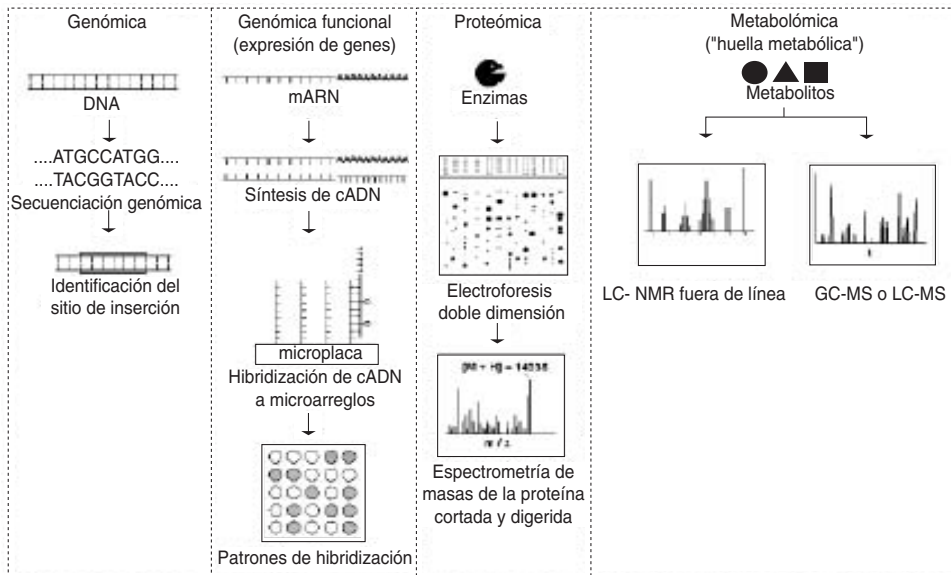 Genómica
DNA
....ATGCCATGG....
....TACGGTACC....
Secuenciación genómica
Identificación del
sitio de inserción
Genómica funcional
(expresión de genes)
mARN
Síntesis de cADN
microplaca
Hibridización de cADN
a microarreglos
Patrones de hibridización
Proteómica
Enzimas
Electroforesis
doble dimensión
[M + H] = 14338
m / z
Espectrometría de
masas de la proteína
cortada y digerida
Metabolómica
("huella metabólica")
Metabolitos
LC- NMR fuera de línea
GC-MS o LC-MS